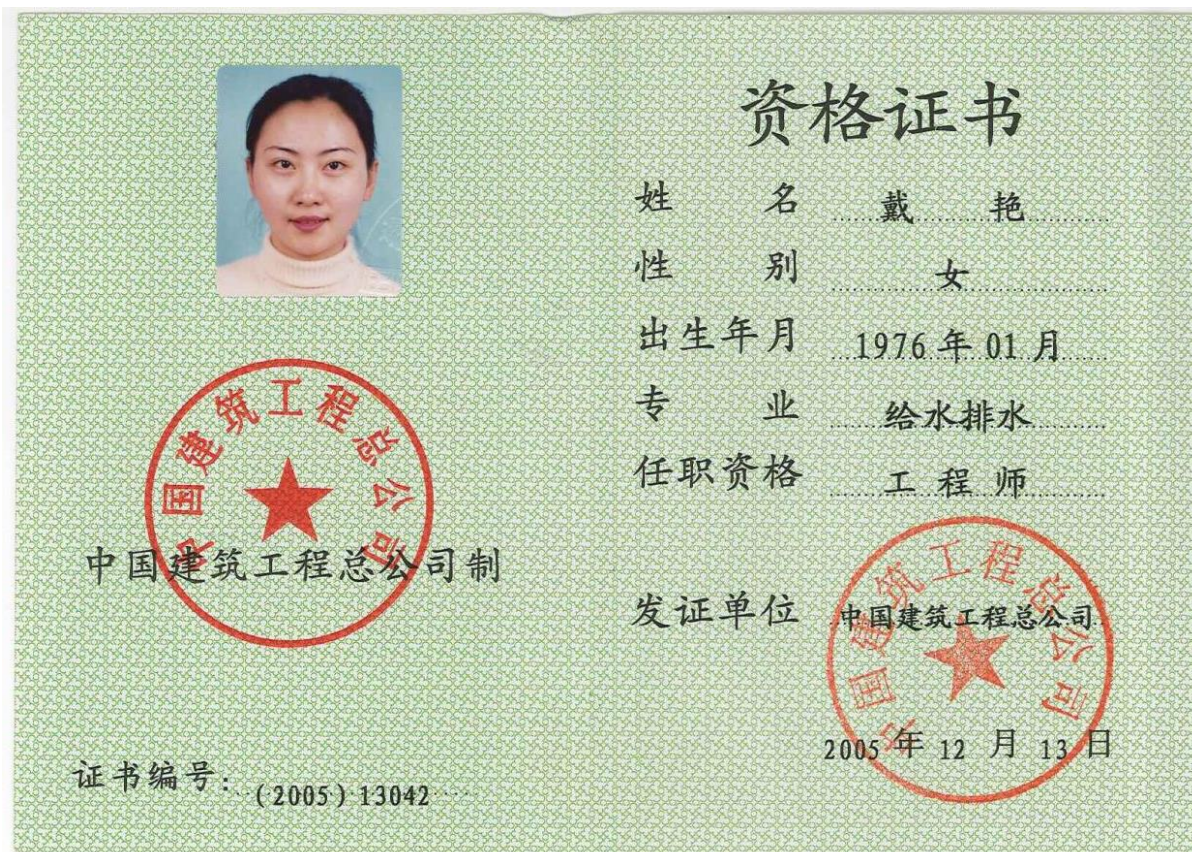 中国建筑工程总公司
中国建筑工程总公司制
证书编号:(2005)13042
资格证书
姓 名 戴 艳
性 别 女
出生年月 1976年01月
专 业 给水排水
任职资格 工程师
发证单位 中国建筑工程总公司
中国建筑工程总公司
2005年12月13日